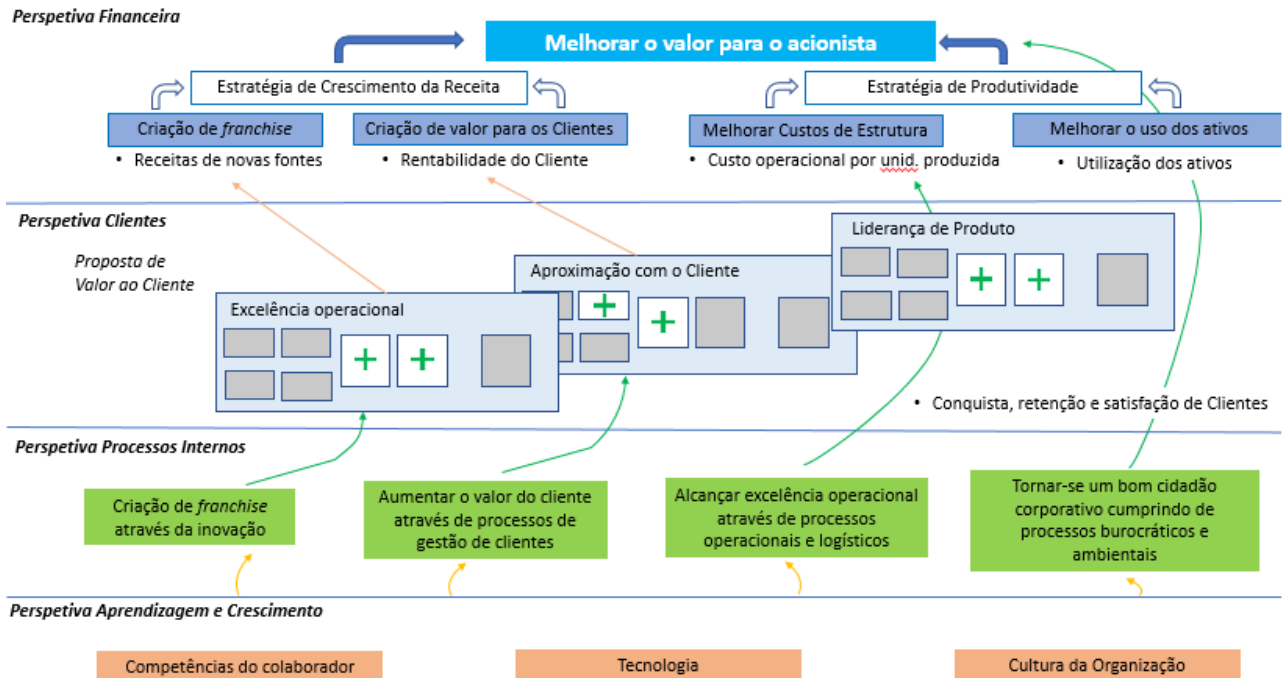 Perspetiva Financeira
Melhorar o valor para o acionista
Estratégia de Crescimento da Receita
Estratégia de Produtividade
Criação de franchise
Criação de valor para os Clientes
Melhorar Custos de Estrutura
Melhorar o uso dos ativos
• Receitas de novas fontes
• Rentabilidade do Cliente
• Custo operacional por unid. produzida
• Utilização dos ativos
Perspetiva Clientes
Proposta de
Valor ao Cliente
Liderança de Produto
Aproximação com o Cliente
Excelência operacional
• Conquista, retenção e satisfação de Clientes
Perspetiva Processos Internos
Criação de franchise
através da inovação
Aumentar o valor do cliente
através de processos de
gestão de clientes
Alcançar excelência operacional
através de processos
operacionais e logísticos
Tornar-se um bom cidadão
corporativo cumprindo de
processos burocráticos e
ambientais
Perspetiva Aprendizagem e Crescimento
Competências do colaborador
Tecnologia
Cultura da Organização